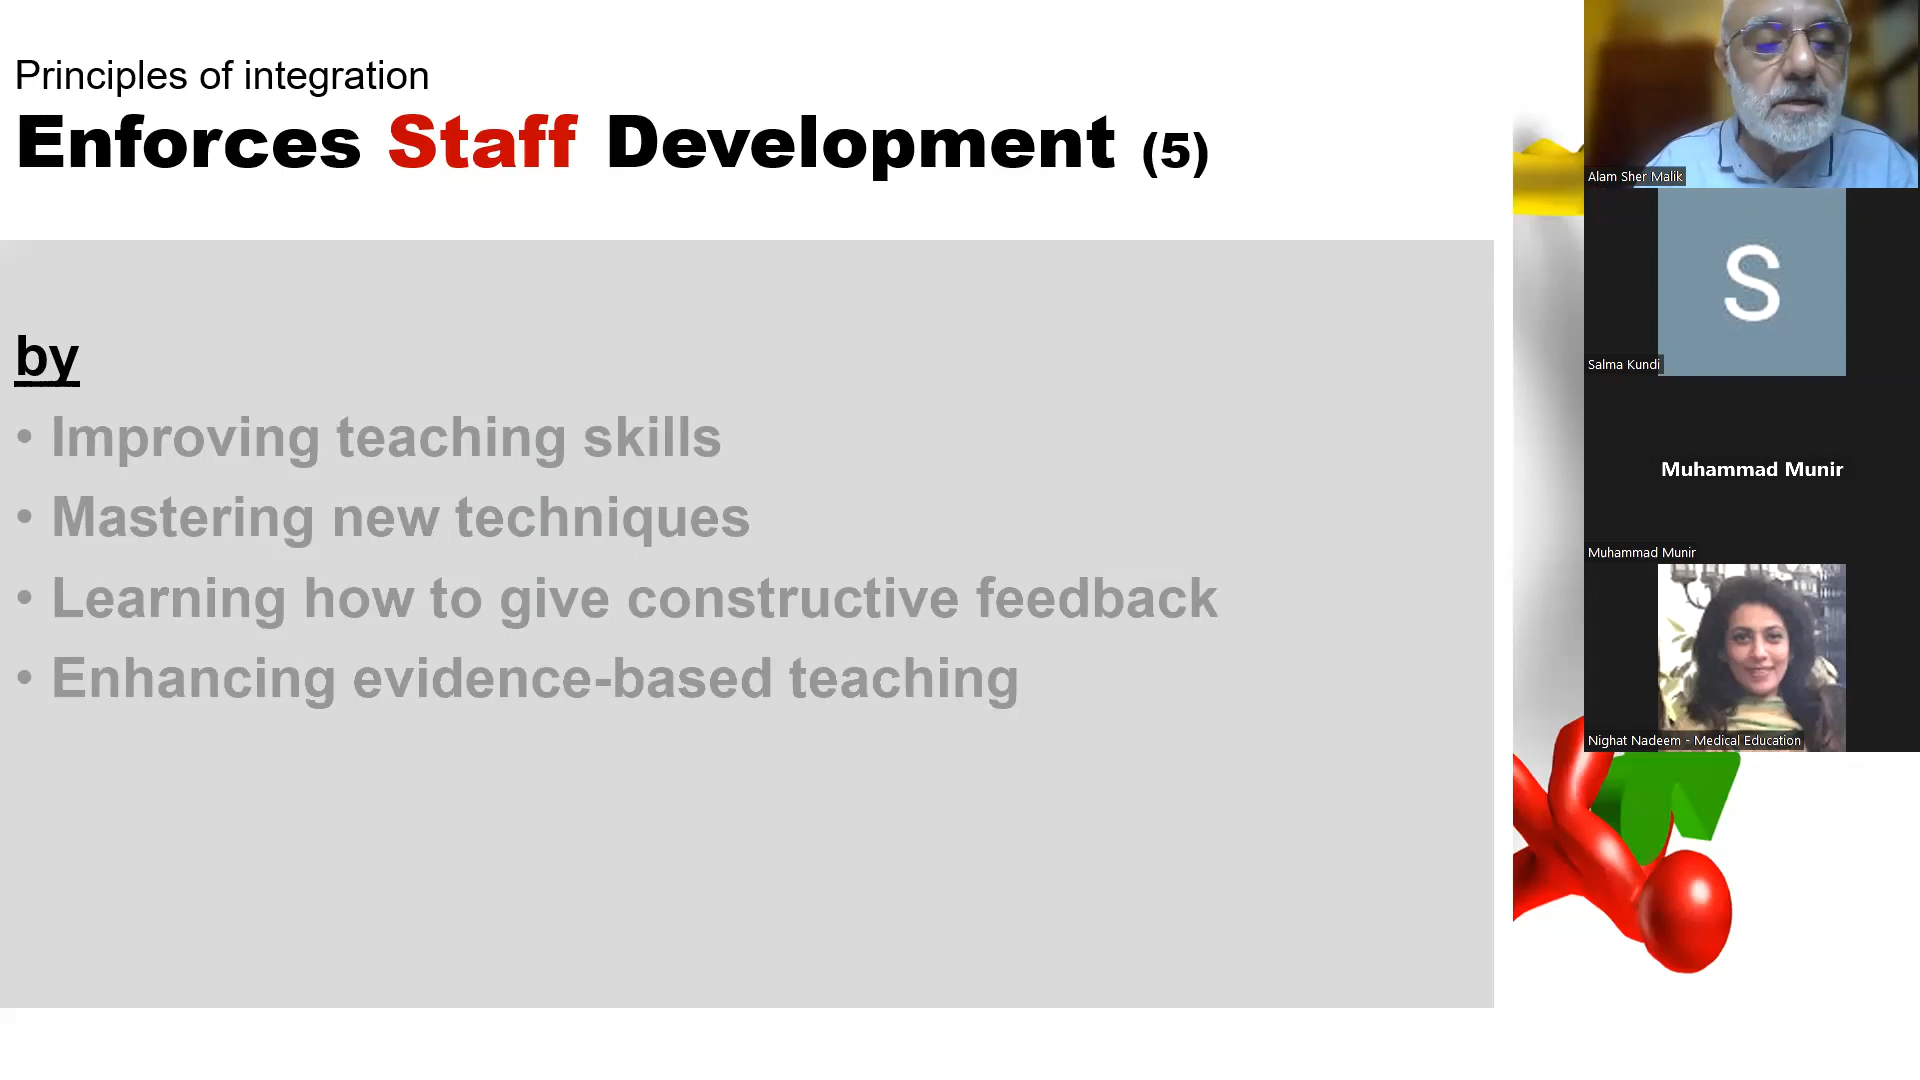 Principles of integration
Enforces Staff Development (5)
by
• Improving teaching skills
• Mastering new techniques
• Learning how to give constructive feedback
• Enhancing evidence-based teaching
Alam Sher Malik
S
Salma Kundi
Muhammad Munir
Muhammad Munir
Nighat Nadeem - Medical Education